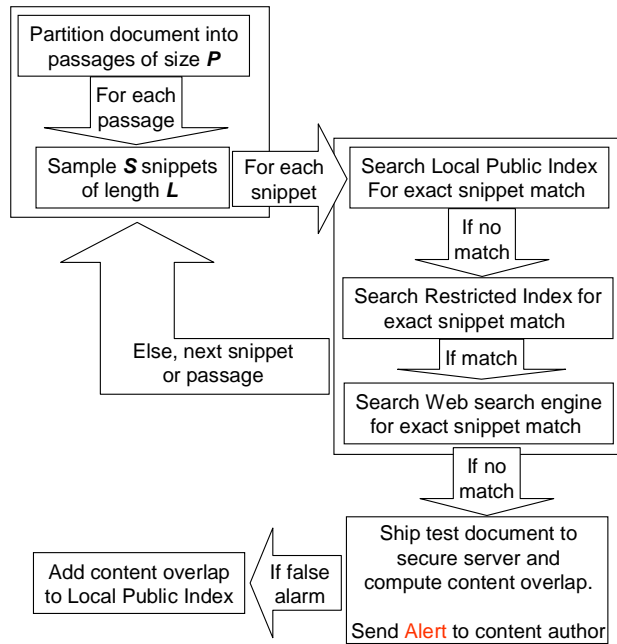 Partition document into
passages of size P
For each
passage
Sample S snippets
of length L
For each
snippet
Search Local Public Index
For exact snippet match
If no
match
Search Restricted Index for
exact snippet match
If match
Search Web search engine
for exact snippet match
Else, next snippet
or passage
If no
match
Ship test document to
secure server and
compute content overlap.
Send Alert to content author
If false
alarm
Add content overlap
to Local Public Index